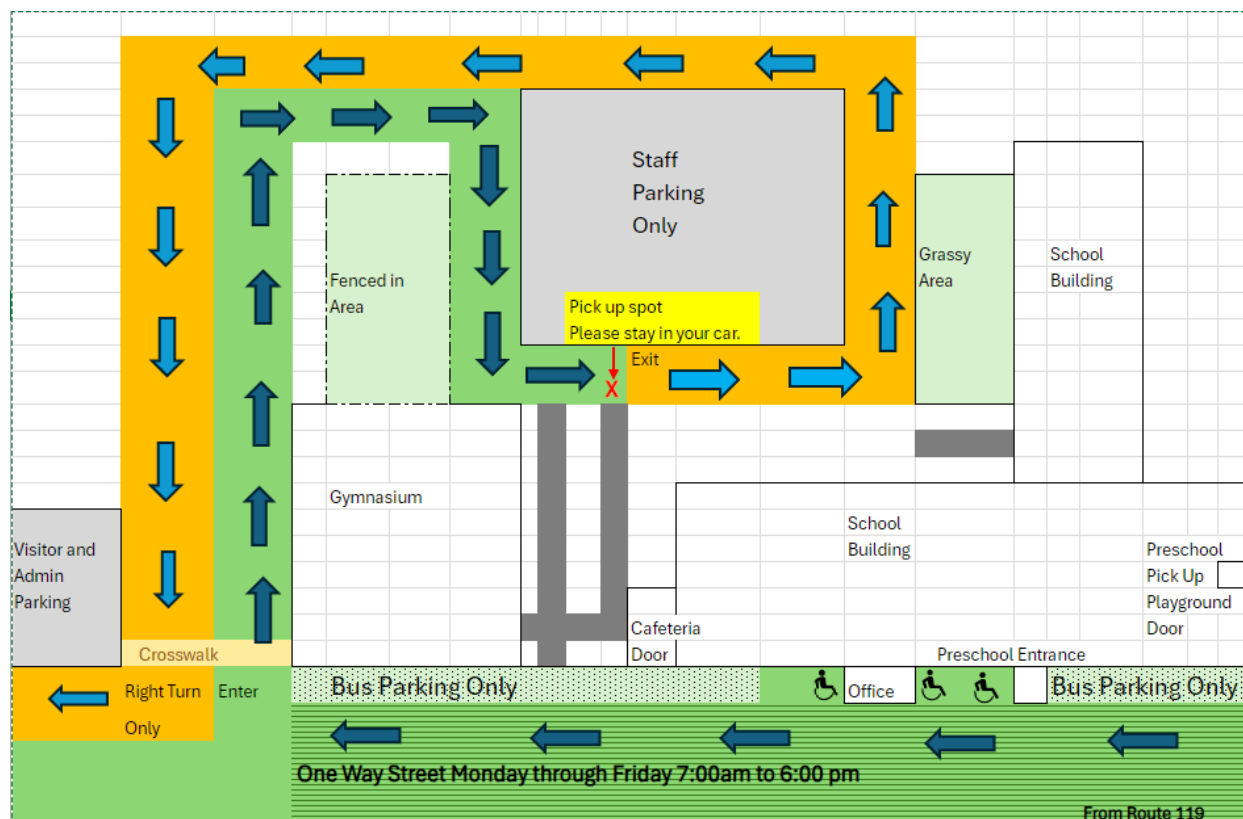 Staff
Parking
Only
Fenced in
Area
Grassy
Area
School
Building
Pick up spot
Please stay in your car.
Exit
X
Gymnasium
School
Building
Visitor and
Admin
Parking
Preschool
Pick Up
Playground
Door
Cafeteria
Door
Crosswalk
Preschool Entrance
Right Turn
Only
Enter
Bus Parking Only
Office
Bus Parking Only
One Way Street Monday through Friday 7:00am to 6:00 pm
From Route 119